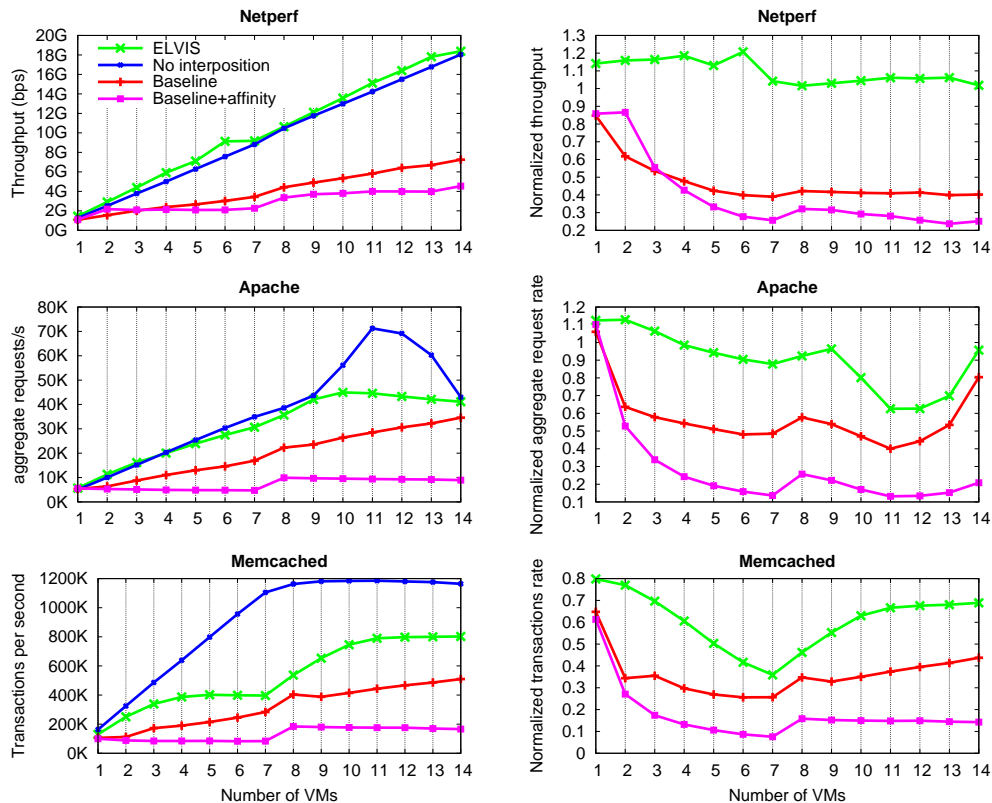 Netperf
20G
18G
16G
14G
12G
10G
8G
6G
4G
2G
0G
Throughput (bps)
ELVIS
No interposition
Baseline
Baseline+affinity
1 2 3 4 5 6 7 8 9 10 11 12 13 14
Netperf
1.3
1.2
1.1
1
0.9
0.8
0.7
0.6
0.5
0.4
0.3
0.2
Normalized throughput
1 2 3 4 5 6 7 8 9 10 11 12 13 14
Apache
80K
70K
60K
50K
40K
30K
20K
10K
0K
aggregate requests/s
1 2 3 4 5 6 7 8 9 10 11 12 13 14
Apache
1.2
1.1
1
0.9
0.8
0.7
0.6
0.5
0.4
0.3
0.2
0.1
Normalized aggregate request rate
1 2 3 4 5 6 7 8 9 10 11 12 13 14
Memcached
1200K
1000K
800K
600K
400K
200K
0K
Transactions per second
1 2 3 4 5 6 7 8 9 10 11 12 13 14
Number of VMs
Memcached
0.8
0.7
0.6
0.5
0.4
0.3
0.2
0.1
0
Normalized transactions rate
1 2 3 4 5 6 7 8 9 10 11 12 13 14
Number of VMs